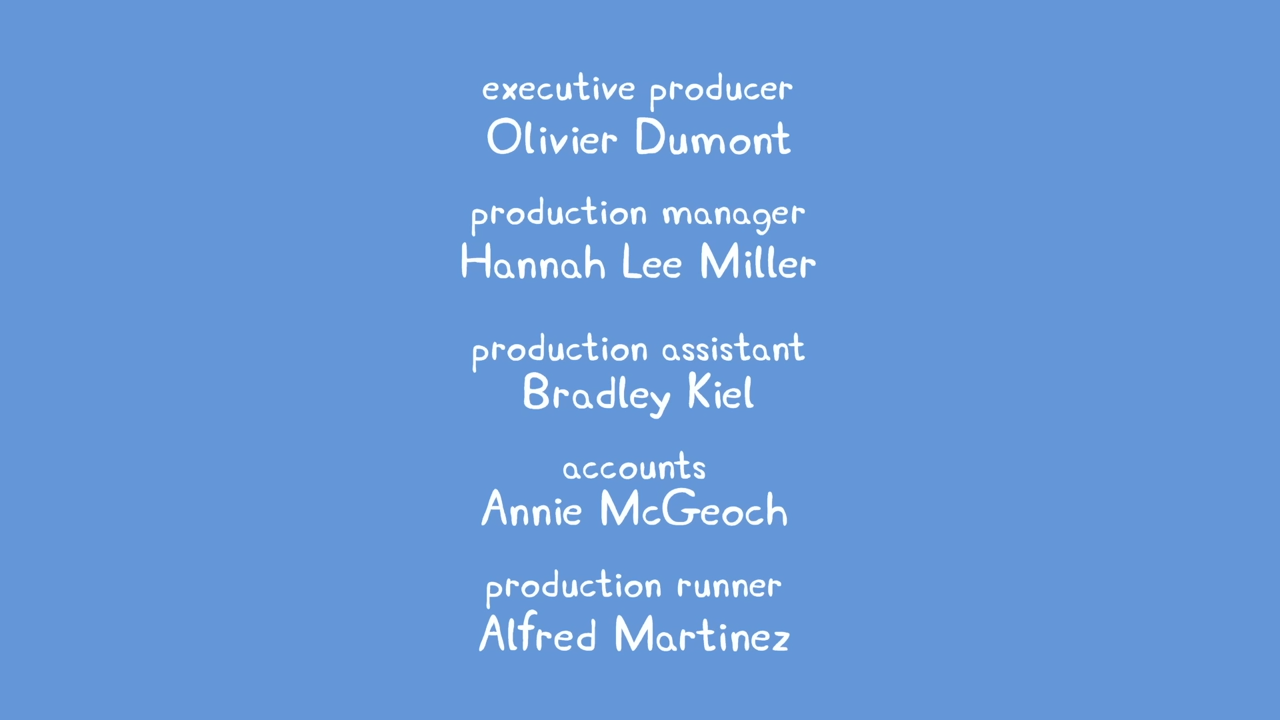 executive producer
Olivier Dumont
production manager
Hannah Lee Miller
production assistant
Bradley Kiel
accounts
Annie McGeoch
production runner
Alfred Martinez